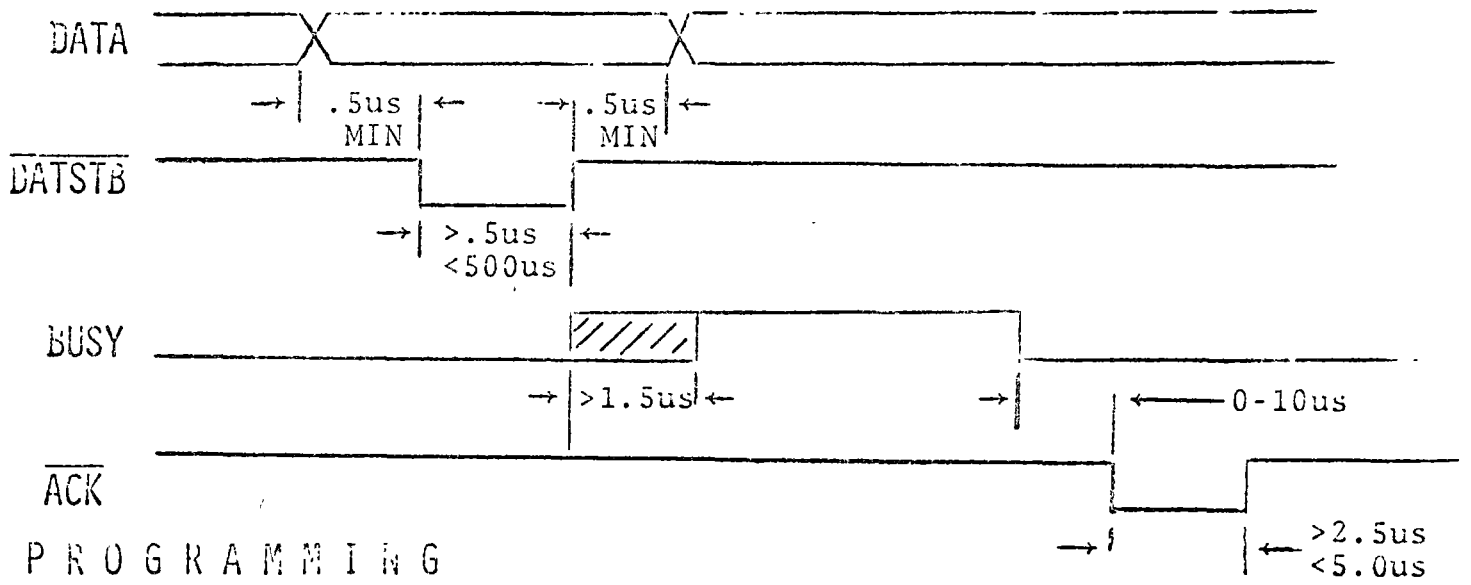 DATA
.5us
MIN
.5us
MIN
DATSTB
>.5us
<500us
BUSY
>1.5us
0-10us
ACK
>2.5us
<5.0us
PROGRAMMING